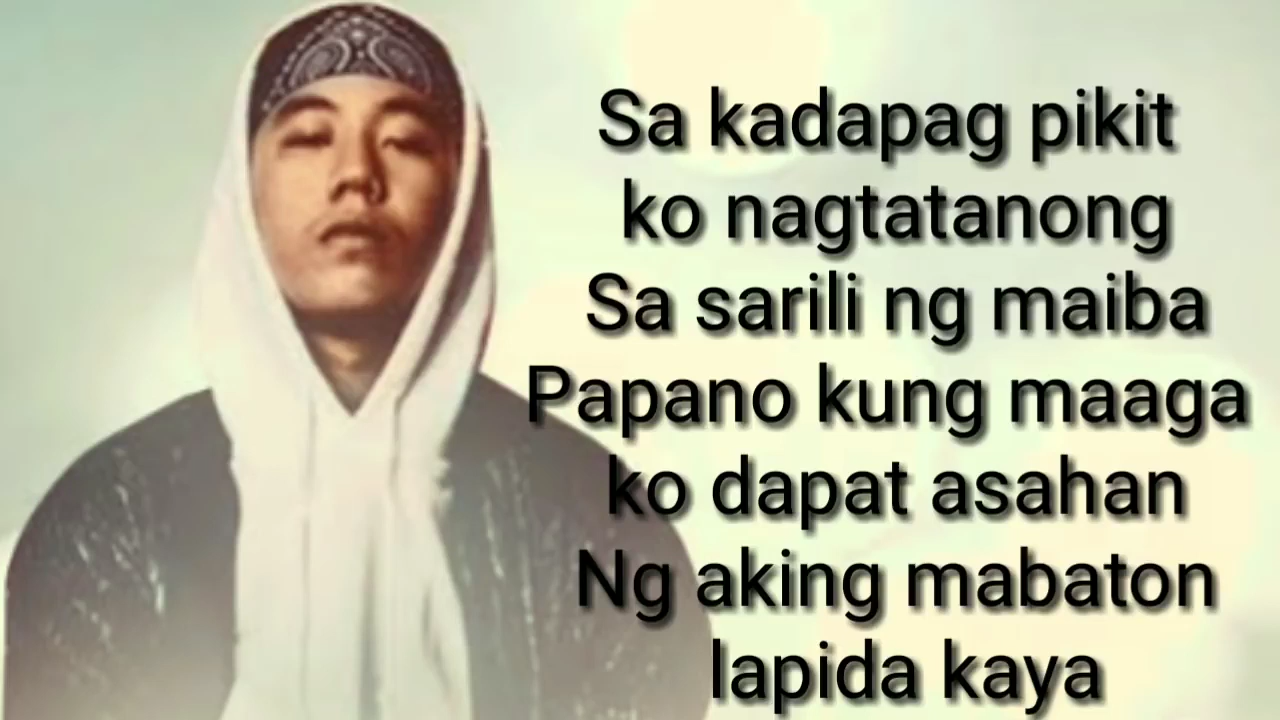 Sa kadapag pikit
ko nagtatanong
Sa sarili ng maiba
Papano kung maaga
ko dapat asahan
Ng aking mabaton
lapida kaya